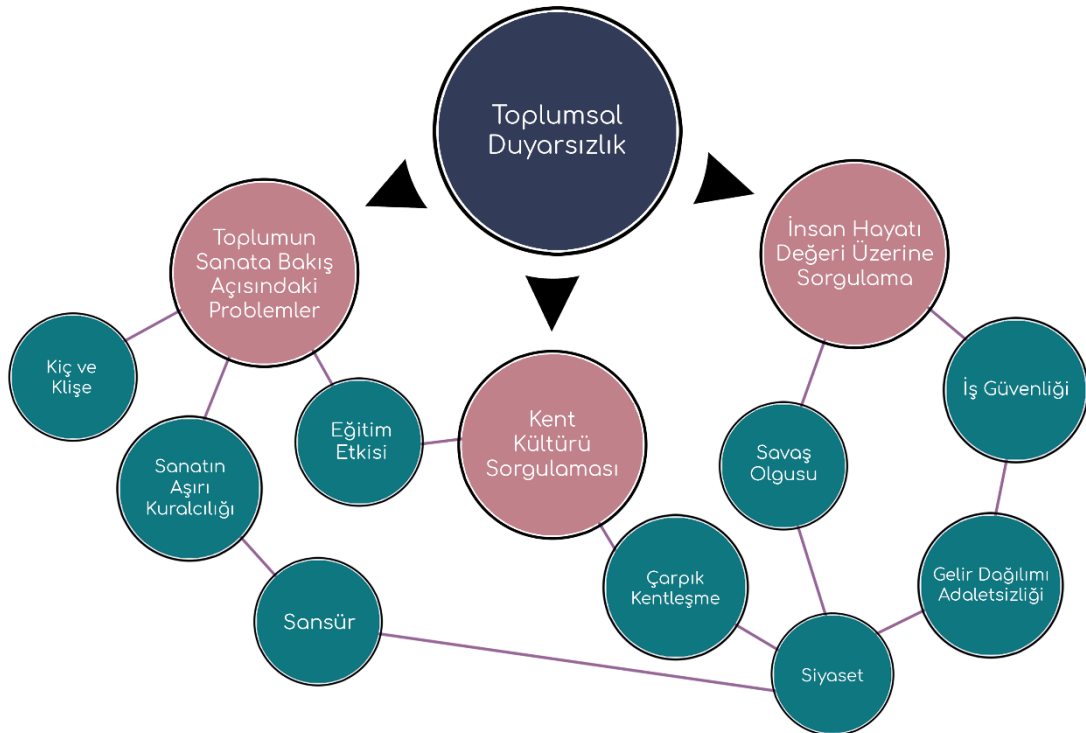 Toplumsal
Duyarsızlık
Toplumun
Sanata Bakış
Açısındaki
Problemler
İnsan Hayatı
Değeri Üzerine
Sorgulama
Kiç ve
Klişe
Sanatın
Aşırı
Kuralcılığı
Eğitim
Etkisi
Kent
Kültürü
Sorgulaması
Savaş
Olgusu
İş Güvenliği
Sansür
Çarpık
Kentleşme
Gelir Dağılımı
Adaletsizliği
Siyaset